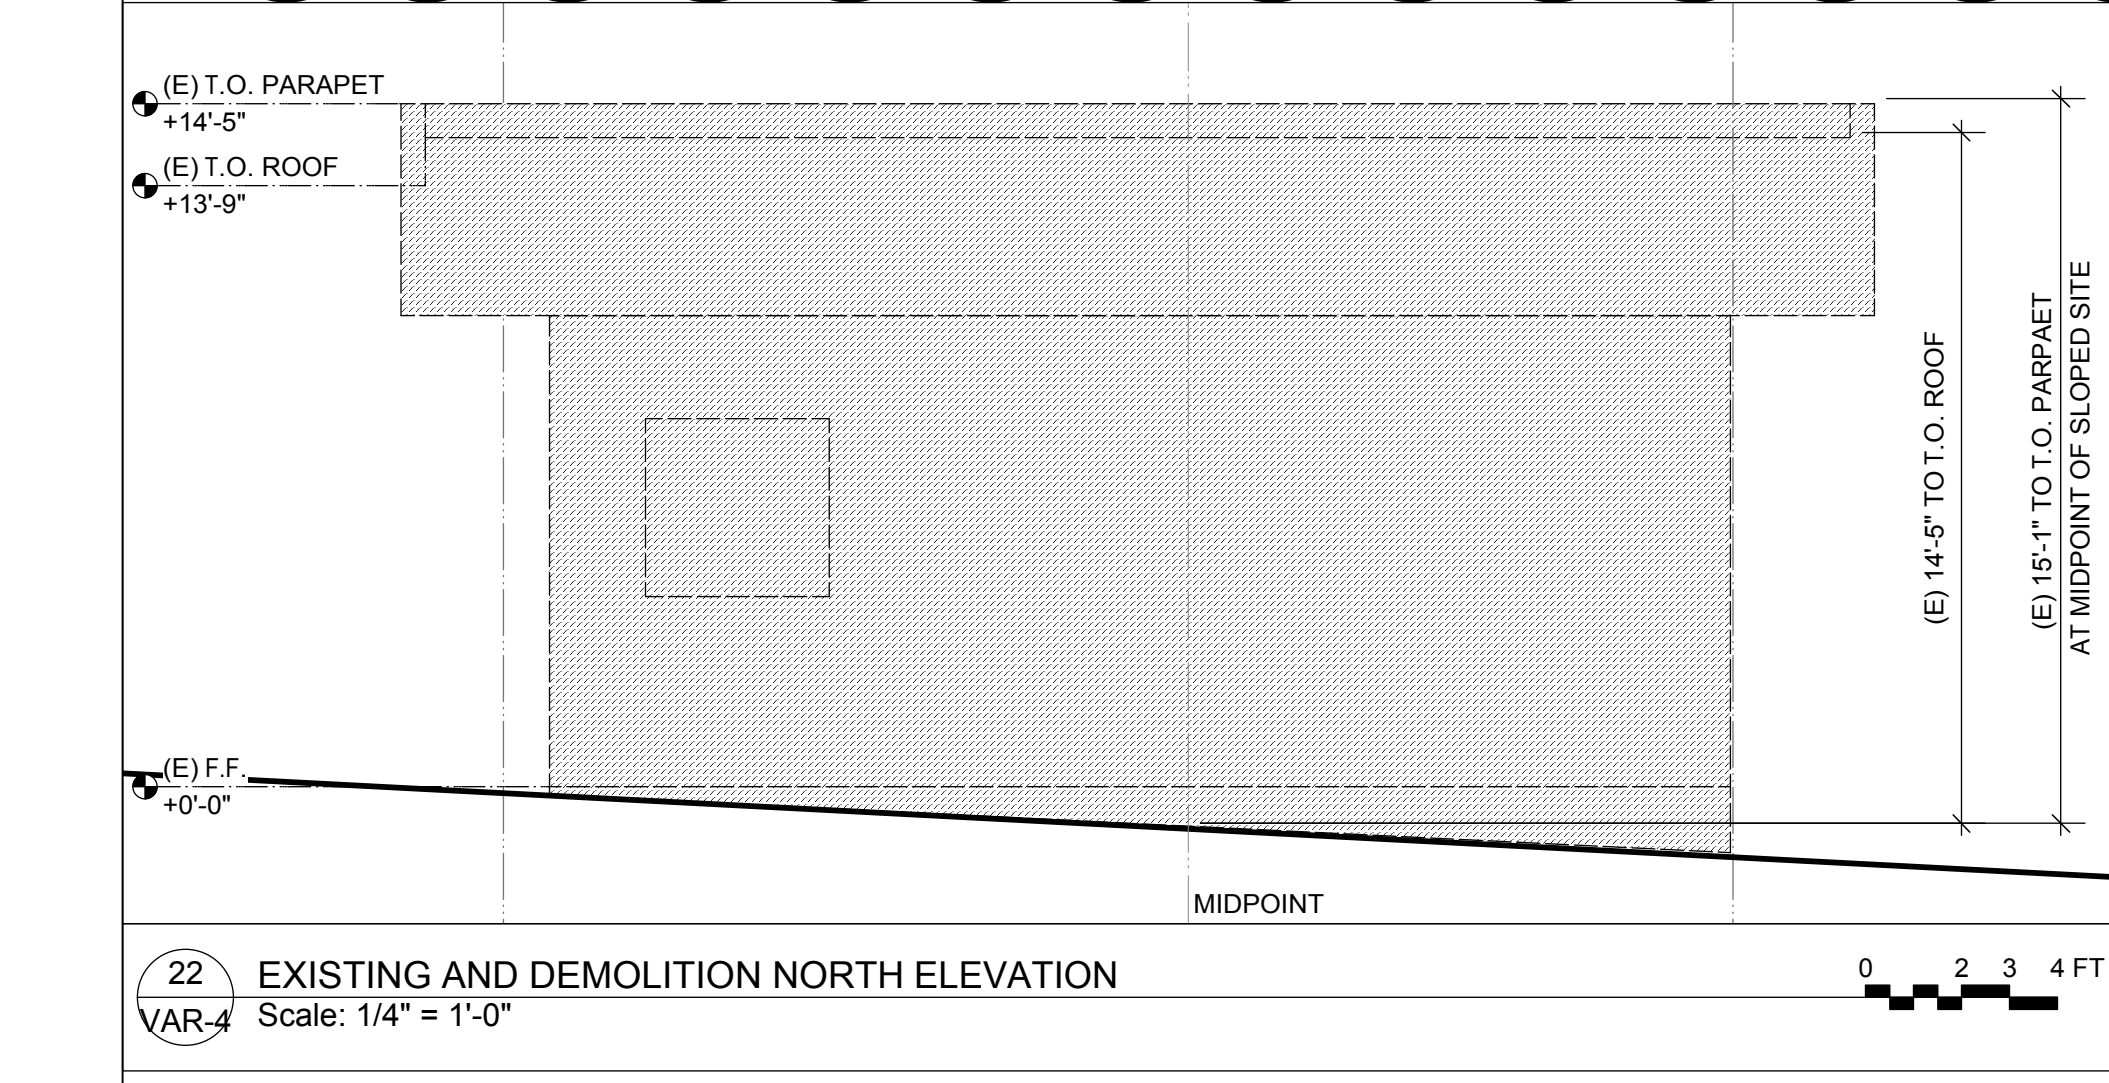 (E) T.O. PARAPET
+14'-5"
(E) T.O. ROOF
+13'-9"
(E) F.F.
+0'-0"
(E) 14'-5" TO T.O. ROOF
(E) 15'-1" TO T.O. PARPAET
AT MIDPOINT OF SLOPED SITE
MIDPOINT
22
VAR-4
EXISTING AND DEMOLITION NORTH ELEVATION
Scale: 1/4" = 1'-0"
0 2 3 4 FT